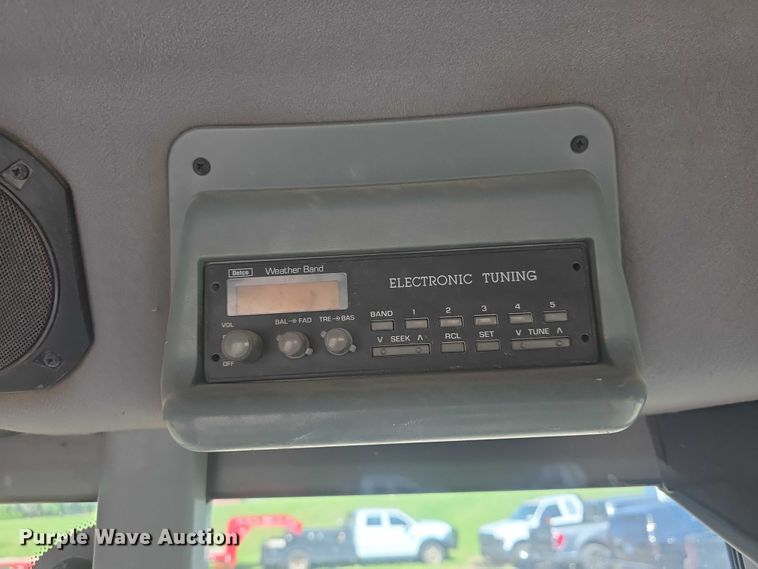 Delco Weather Band
ELECTRONIC TUNING
VOL BAL FAD TRE BAS
BAND 1 2 3 4 5
V SEEK Λ RCL SET V TUNE Λ
OFF
Purple Wave Auction